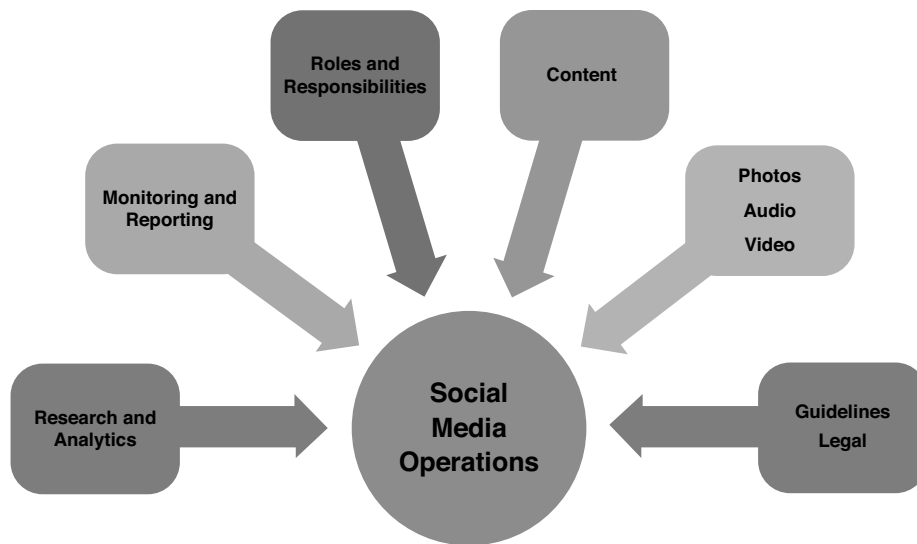 Roles and
Responsibilities
Content
Monitoring and
Reporting
Photos
Audio
Video
Research and
Analytics
Social
Media
Operations
Guidelines
Legal